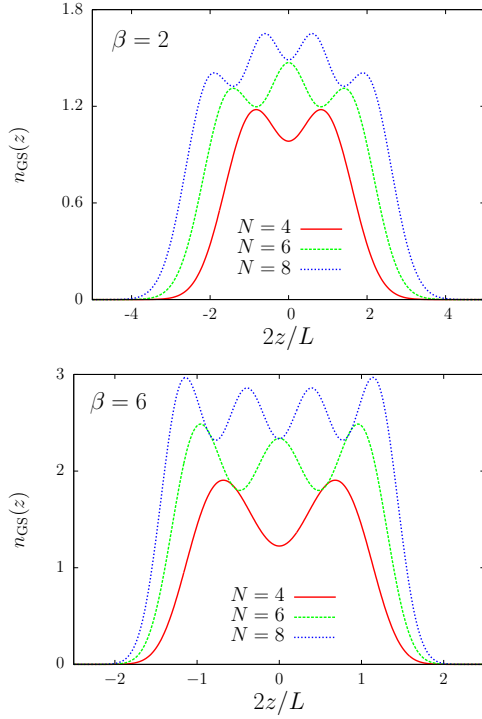 β = 2
1.8
1.2
0.6
0
n_GS(z)
N = 4
N = 6
N = 8
-4 -2 0 2 4
2z/L
β = 6
3
2
1
0
n_GS(z)
N = 4
N = 6
N = 8
−2 −1 0 1 2
2z/L